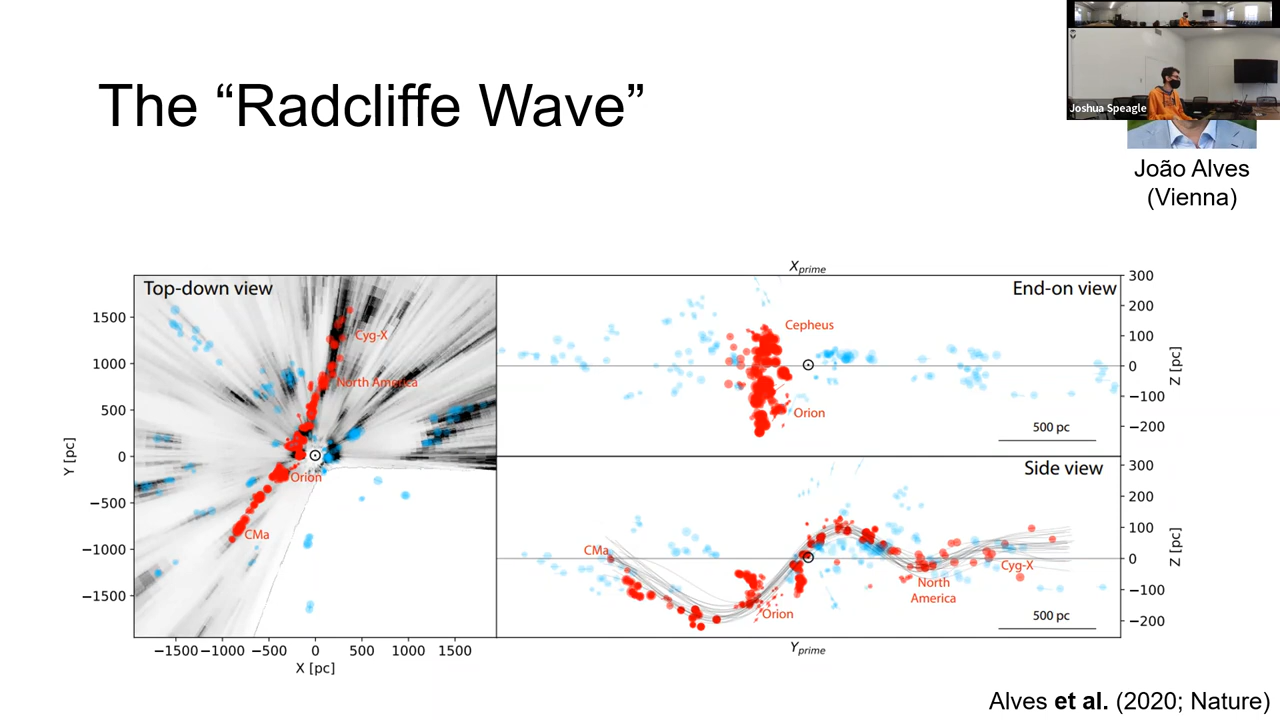 The “Radcliffe Wave”
Joshua Speagle
João Alves
(Vienna)
Top-down view
Cyg-X
North America
Orion
CMa
1500
1000
500
0
−500
−1000
−1500
Y [pc]
−1500 −1000 −500 0 500 1000 1500
X [pc]
Xprime
End-on view
Cepheus
Orion
500 pc
300
200
100
0
−100
−200
Z [pc]
Side view
CMa
Orion
North
America
Cyg-X
500 pc
300
200
100
0
−100
−200
Z [pc]
Yprime
Alves et al. (2020; Nature)